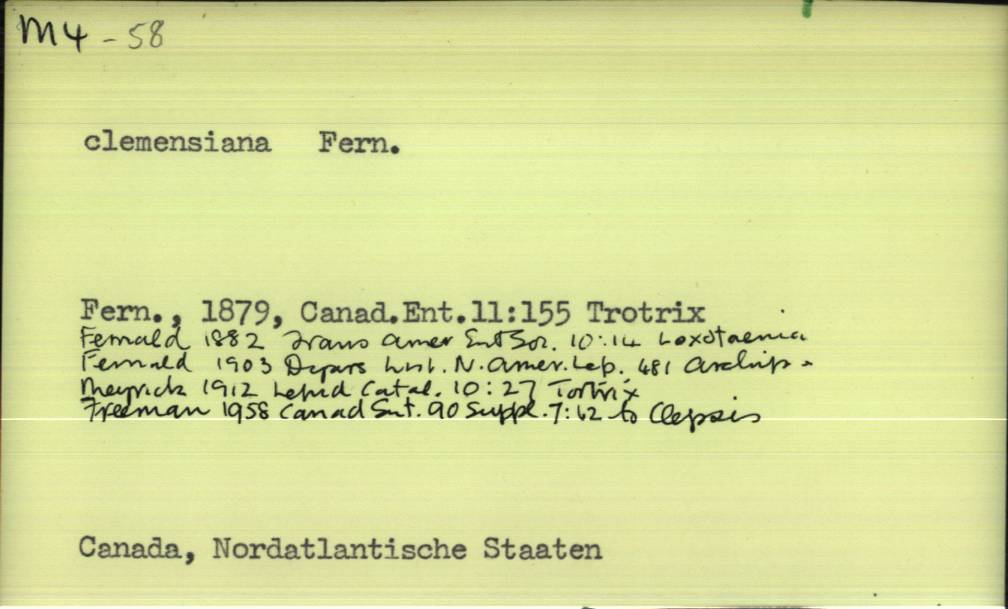 M4 - 58
clemensiana Fern.
Fern., 1879, Canad.Ent.11:155 Trotrix
Fernald 1882 Trans Amer Ent Soc. 10:14 Loxotaenia
Fernald 1903 List. N. Amer. Lep. 481 Archips.
Meyrick 1912 Lepid Catal. 10:27 Tortrix
Freeman 1958 Canad Ent. 90 Suppl. 7:62 to Clepsis
Canada, Nordatlantische Staaten